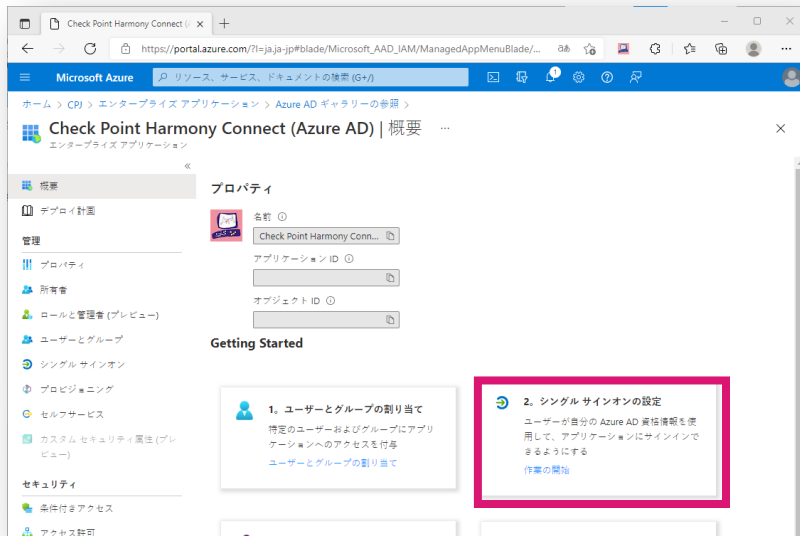 Check Point Harmony Connect (A
https://portal.azure.com/?l=ja.ja-jp#blade/Microsoft_AAD_IAM/ManagedAppMenuBlade/...
ああ
Microsoft Azure
リソース、サービス、ドキュメントの検索 (G+/)
1
ホーム > CPJ > エンタープライズ アプリケーション > Azure AD ギャラリーの参照 >
Check Point Harmony Connect (Azure AD) | 概要 …
エンタープライズ アプリケーション
«
概要
デプロイ計画
管理
プロパティ
所有者
ロールと管理者 (プレビュー)
ユーザーとグループ
シングル サインオン
プロビジョニング
セルフサービス
カスタム セキュリティ属性 (プレ
ビュー)
セキュリティ
条件付きアクセス
アクセス許可
プロパティ
名前
Check Point Harmony Conn...
アプリケーション ID
オブジェクト ID
Getting Started
1。ユーザーとグループの割り当て
特定のユーザーおよびグループにアプリ
ケーションへのアクセスを付与
ユーザーとグループの割り当て
2。シングル サインオンの設定
ユーザーが自分の Azure AD 資格情報を使
用して、アプリケーションにサインインで
きるようにする
作業の開始